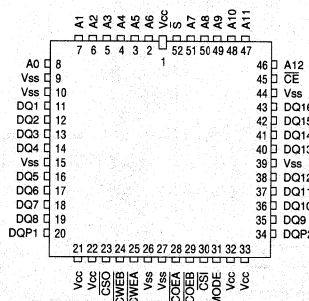 A1 A2 A3 A4 A5 A6 Vcc S A7 A8 A9 A10 A11
7 6 5 4 3 2 1 52 51 50 49 48 47
A0 8
Vss 9
Vss 10
DQ1 11
DQ2 12
DQ3 13
DQ4 14
Vss 15
DQ5 16
DQ6 17
DQ7 18
DQ8 19
DQP1 20
46 A12
45 CE
44 Vss
43 DQ16
42 DQ15
41 DQ14
40 DQ13
39 Vss
38 DQ12
37 DQ11
36 DQ10
35 DQ9
34 DQP2
21 22 23 24 25 26 27 28 29 30 31 32 33
Vcc Vcc CSO CWEB CWEA Vss Vss COEA COEB CSI MODE Vcc Vcc